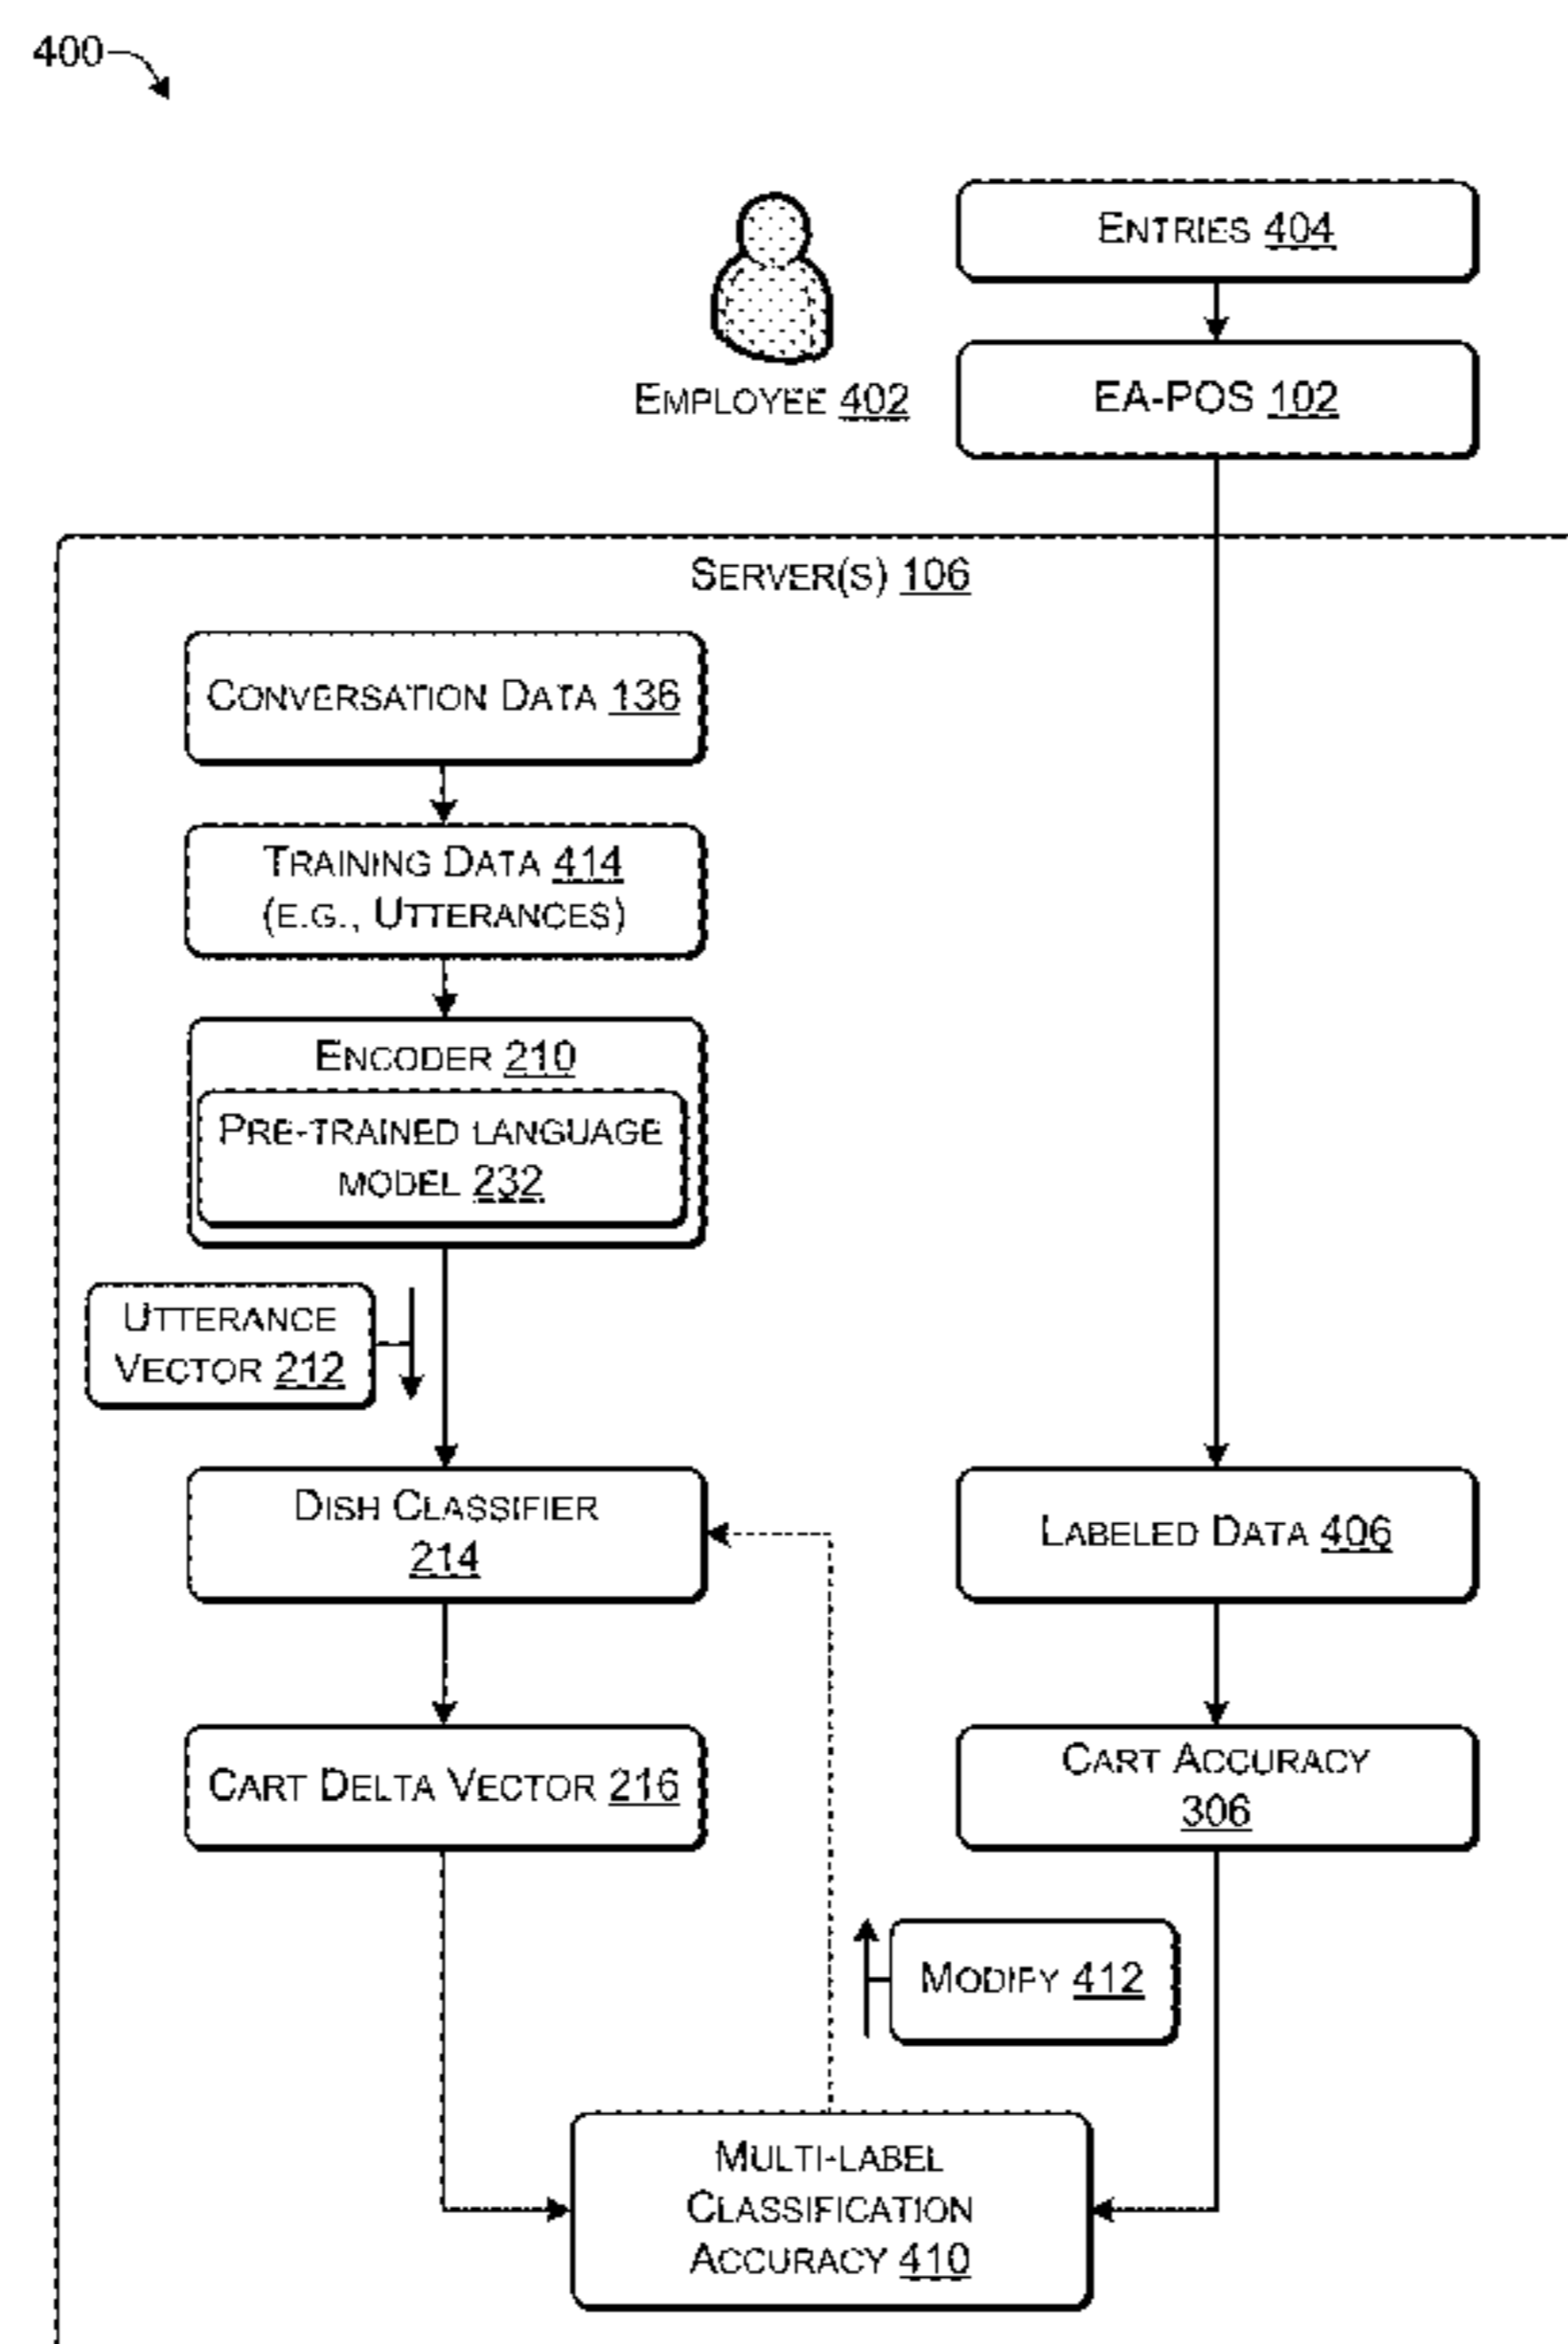 400
ENTRIES 404
EMPLOYEE 402
EA-POS 102
SERVER(S) 106
CONVERSATION DATA 136
TRAINING DATA 414
(E.G., UTTERANCES)
ENCODER 210
PRE-TRAINED LANGUAGE
MODEL 232
UTTERANCE
VECTOR 212
DISH CLASSIFIER
214
LABELED DATA 406
CART DELTA VECTOR 216
CART ACCURACY
306
MODIFY 412
MULTI-LABEL
CLASSIFICATION
ACCURACY 410